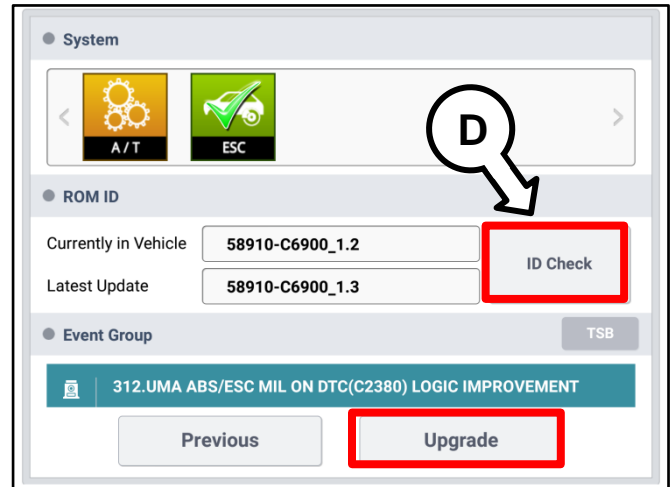 System
A/T
ESC
D
ROM ID
Currently in Vehicle 58910-C6900_1.2
ID Check
Latest Update 58910-C6900_1.3
Event Group
TSB
312.UMA ABS/ESC MIL ON DTC(C2380) LOGIC IMPROVEMENT
Previous
Upgrade